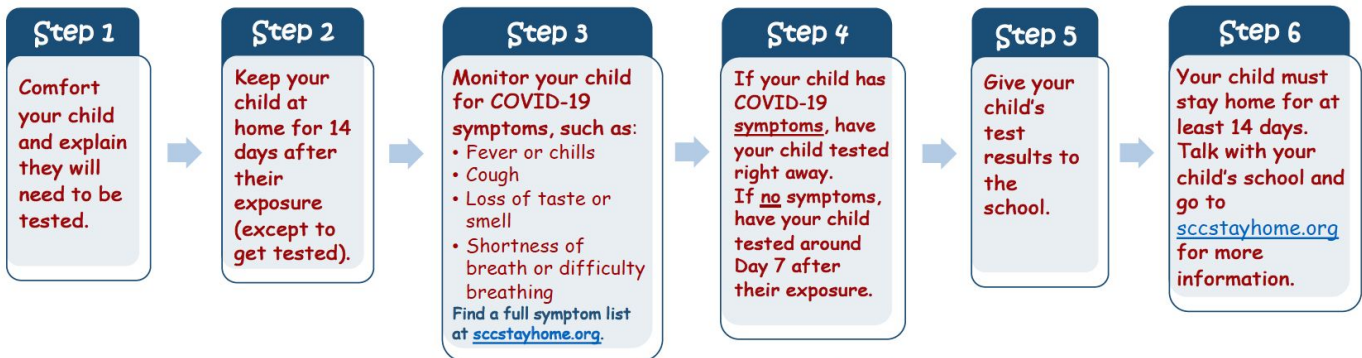 Step 1
Comfort
your child
and explain
they will
need to be
tested.
Step 2
Keep your
child at
home for 14
days after
their
exposure
(except to
get tested).
Step 3
Monitor your child
for COVID-19
symptoms, such as:
• Fever or chills
• Cough
• Loss of taste or
smell
• Shortness of
breath or difficulty
breathing
Find a full symptom list
at sccstayhome.org.
Step 4
If your child has
COVID-19
symptoms, have
your child tested
right away.
If no symptoms,
have your child
tested around
Day 7 after
their exposure.
Step 5
Give your
child's
test
results to
the
school.
Step 6
Your child must
stay home for at
least 14 days.
Talk with your
child's school and
go to
sccstayhome.org
for more
information.